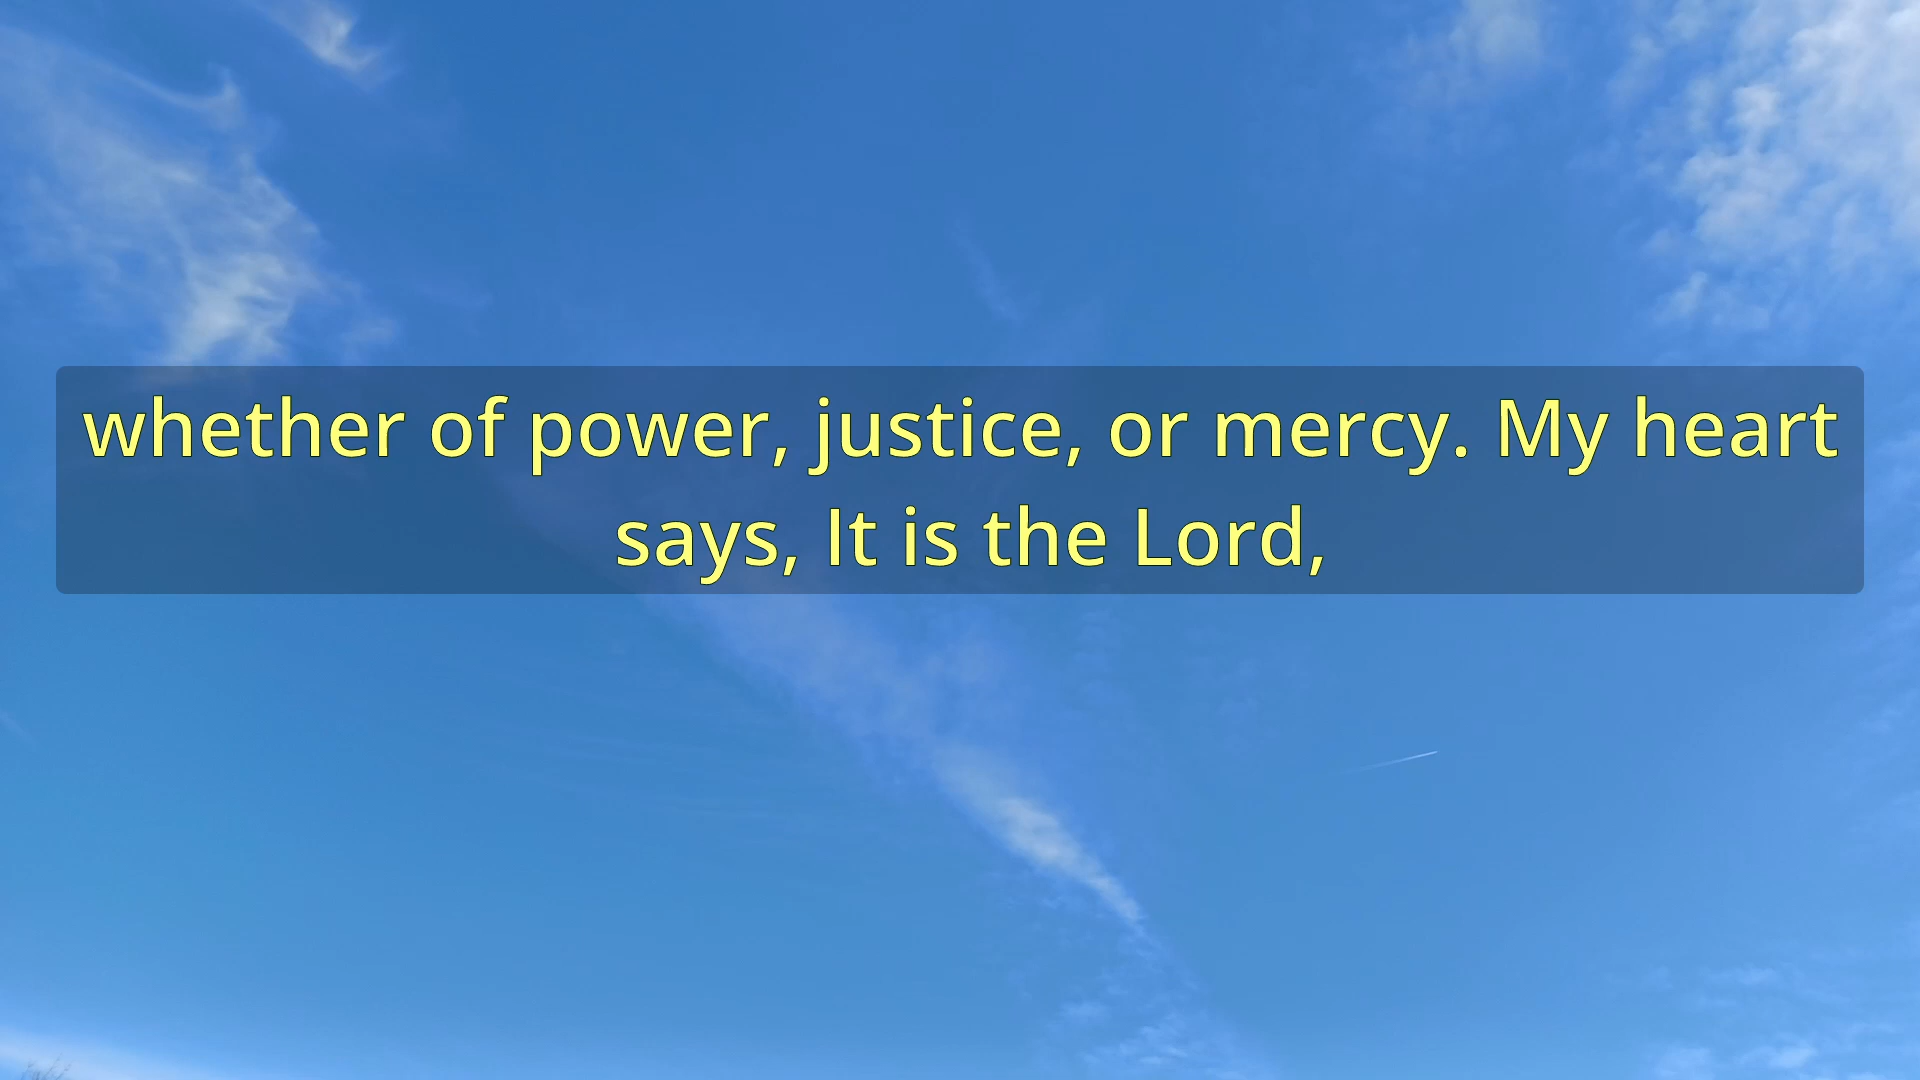 whether of power, justice, or mercy. My heart
says, It is the Lord,